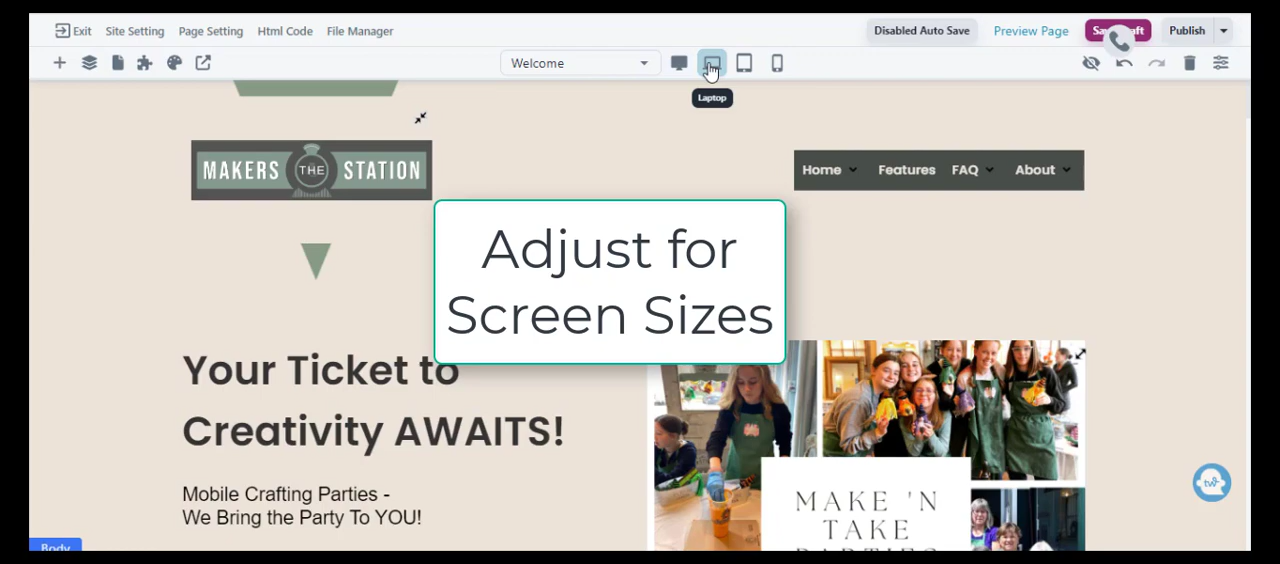 Exit Site Setting Page Setting Html Code File Manager Disabled Auto Save Preview Page Publish
Welcome
Laptop
MAKERS THE STATION
Home Features FAQ About
Adjust for
Screen Sizes
Your Ticket to
Creativity AWAITS!
Mobile Crafting Parties -
We Bring the Party To YOU!
MAKE 'N
TAKE
PARTIES
tw
Body